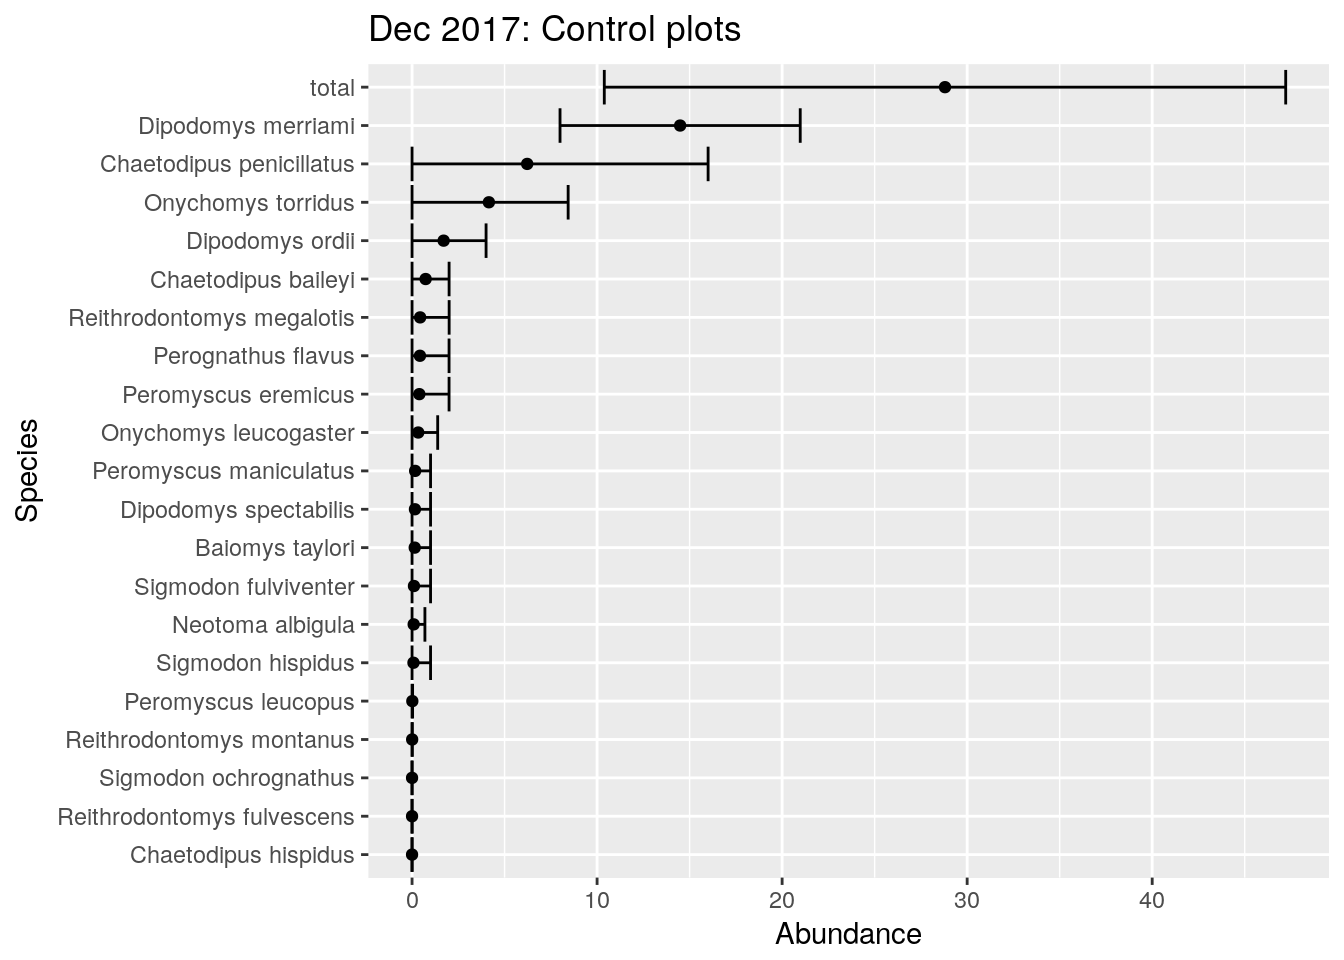 Dec 2017: Control plots
total
Dipodomys merriami
Chaetodipus penicillatus
Onychomys torridus
Dipodomys ordii
Chaetodipus baileyi
Reithrodontomys megalotis
Perognathus flavus
Peromyscus eremicus
Onychomys leucogaster
Peromyscus maniculatus
Dipodomys spectabilis
Baiomys taylori
Sigmodon fulviventer
Neotoma albigula
Sigmodon hispidus
Peromyscus leucopus
Reithrodontomys montanus
Sigmodon ochrognathus
Reithrodontomys fulvescens
Chaetodipus hispidus
Species
0 10 20 30 40
Abundance